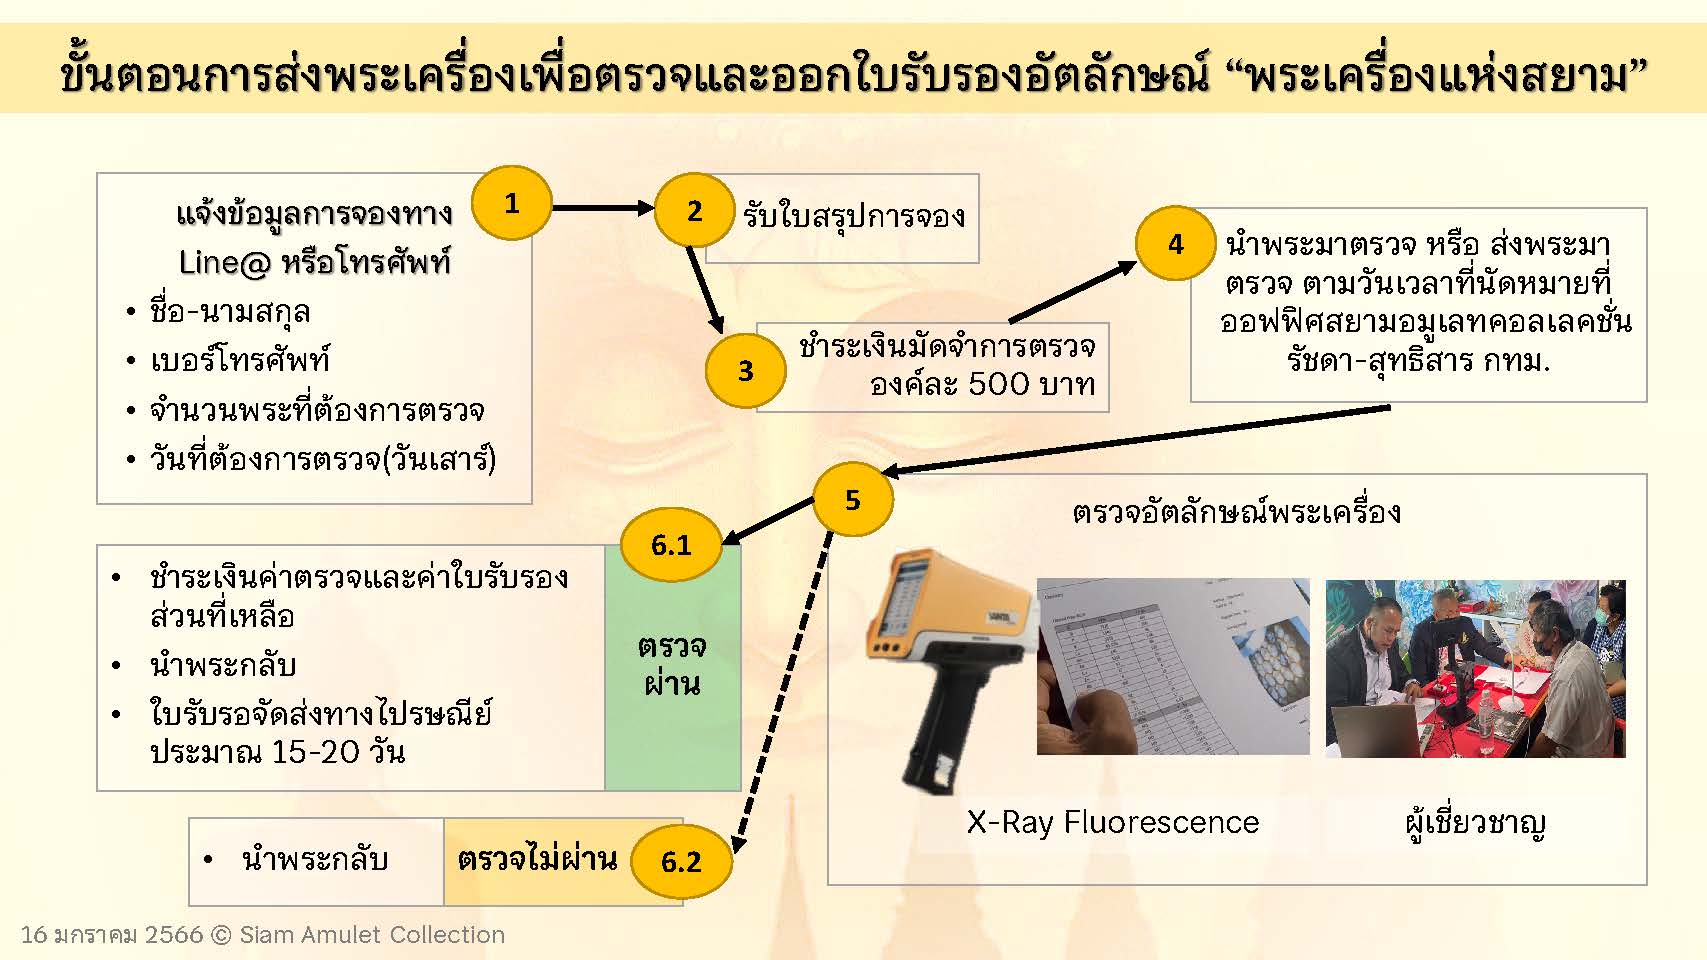 ขั้นตอนการส่งพระเครื่องเพื่อตรวจและออกใบรับรองอัตลักษณ์ “พระเครื่องแห่งสยาม”
1
แจ้งข้อมูลการจองทาง
Line@ หรือโทรศัพท์
• ชื่อ-นามสกุล
• เบอร์โทรศัพท์
• จำนวนพระที่ต้องการตรวจ
• วันที่ต้องการตรวจ(วันเสาร์)
2
รับใบสรุปการจอง
3
ชำระเงินมัดจำการตรวจ
องค์ละ 500 บาท
4
นำพระมาตรวจ หรือ ส่งพระมา
ตรวจ ตามวันเวลาที่นัดหมายที่
ออฟฟิศสยามอมูเลทคอลเลคชั่น
รัชดา-สุทธิสาร กทม.
5
ตรวจอัตลักษณ์พระเครื่อง
X-Ray Fluorescence
ผู้เชี่ยวชาญ
6.1
ตรวจ
ผ่าน
• ชำระเงินค่าตรวจและค่าใบรับรอง
ส่วนที่เหลือ
• นำพระกลับ
• ใบรับรอจัดส่งทางไปรษณีย์
ประมาณ 15-20 วัน
6.2
ตรวจไม่ผ่าน
• นำพระกลับ
16 มกราคม 2566 © Siam Amulet Collection